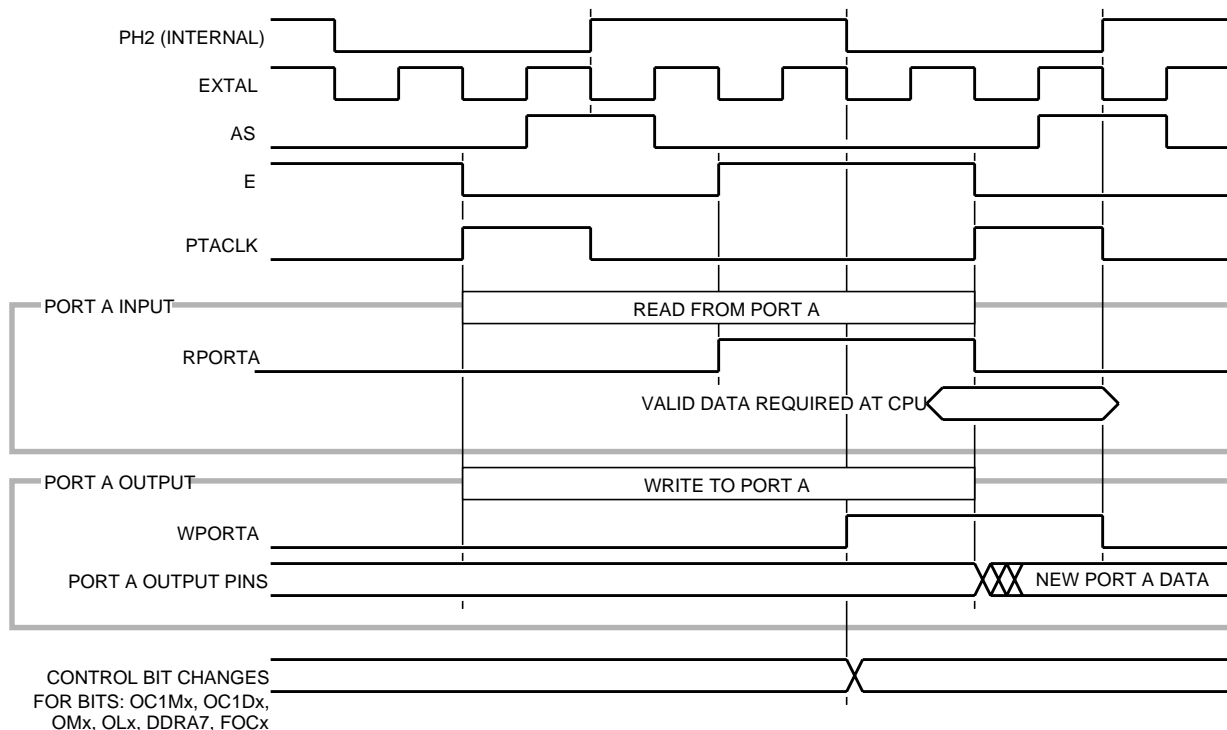 PH2 (INTERNAL)
EXTAL
AS
E
PTACLK
PORT A INPUT
READ FROM PORT A
RPORTA
VALID DATA REQUIRED AT CPU
PORT A OUTPUT
WRITE TO PORT A
WPORTA
PORT A OUTPUT PINS
NEW PORT A DATA
CONTROL BIT CHANGES
FOR BITS: OC1Mx, OC1Dx,
OMx, OLx, DDRA7, FOCx